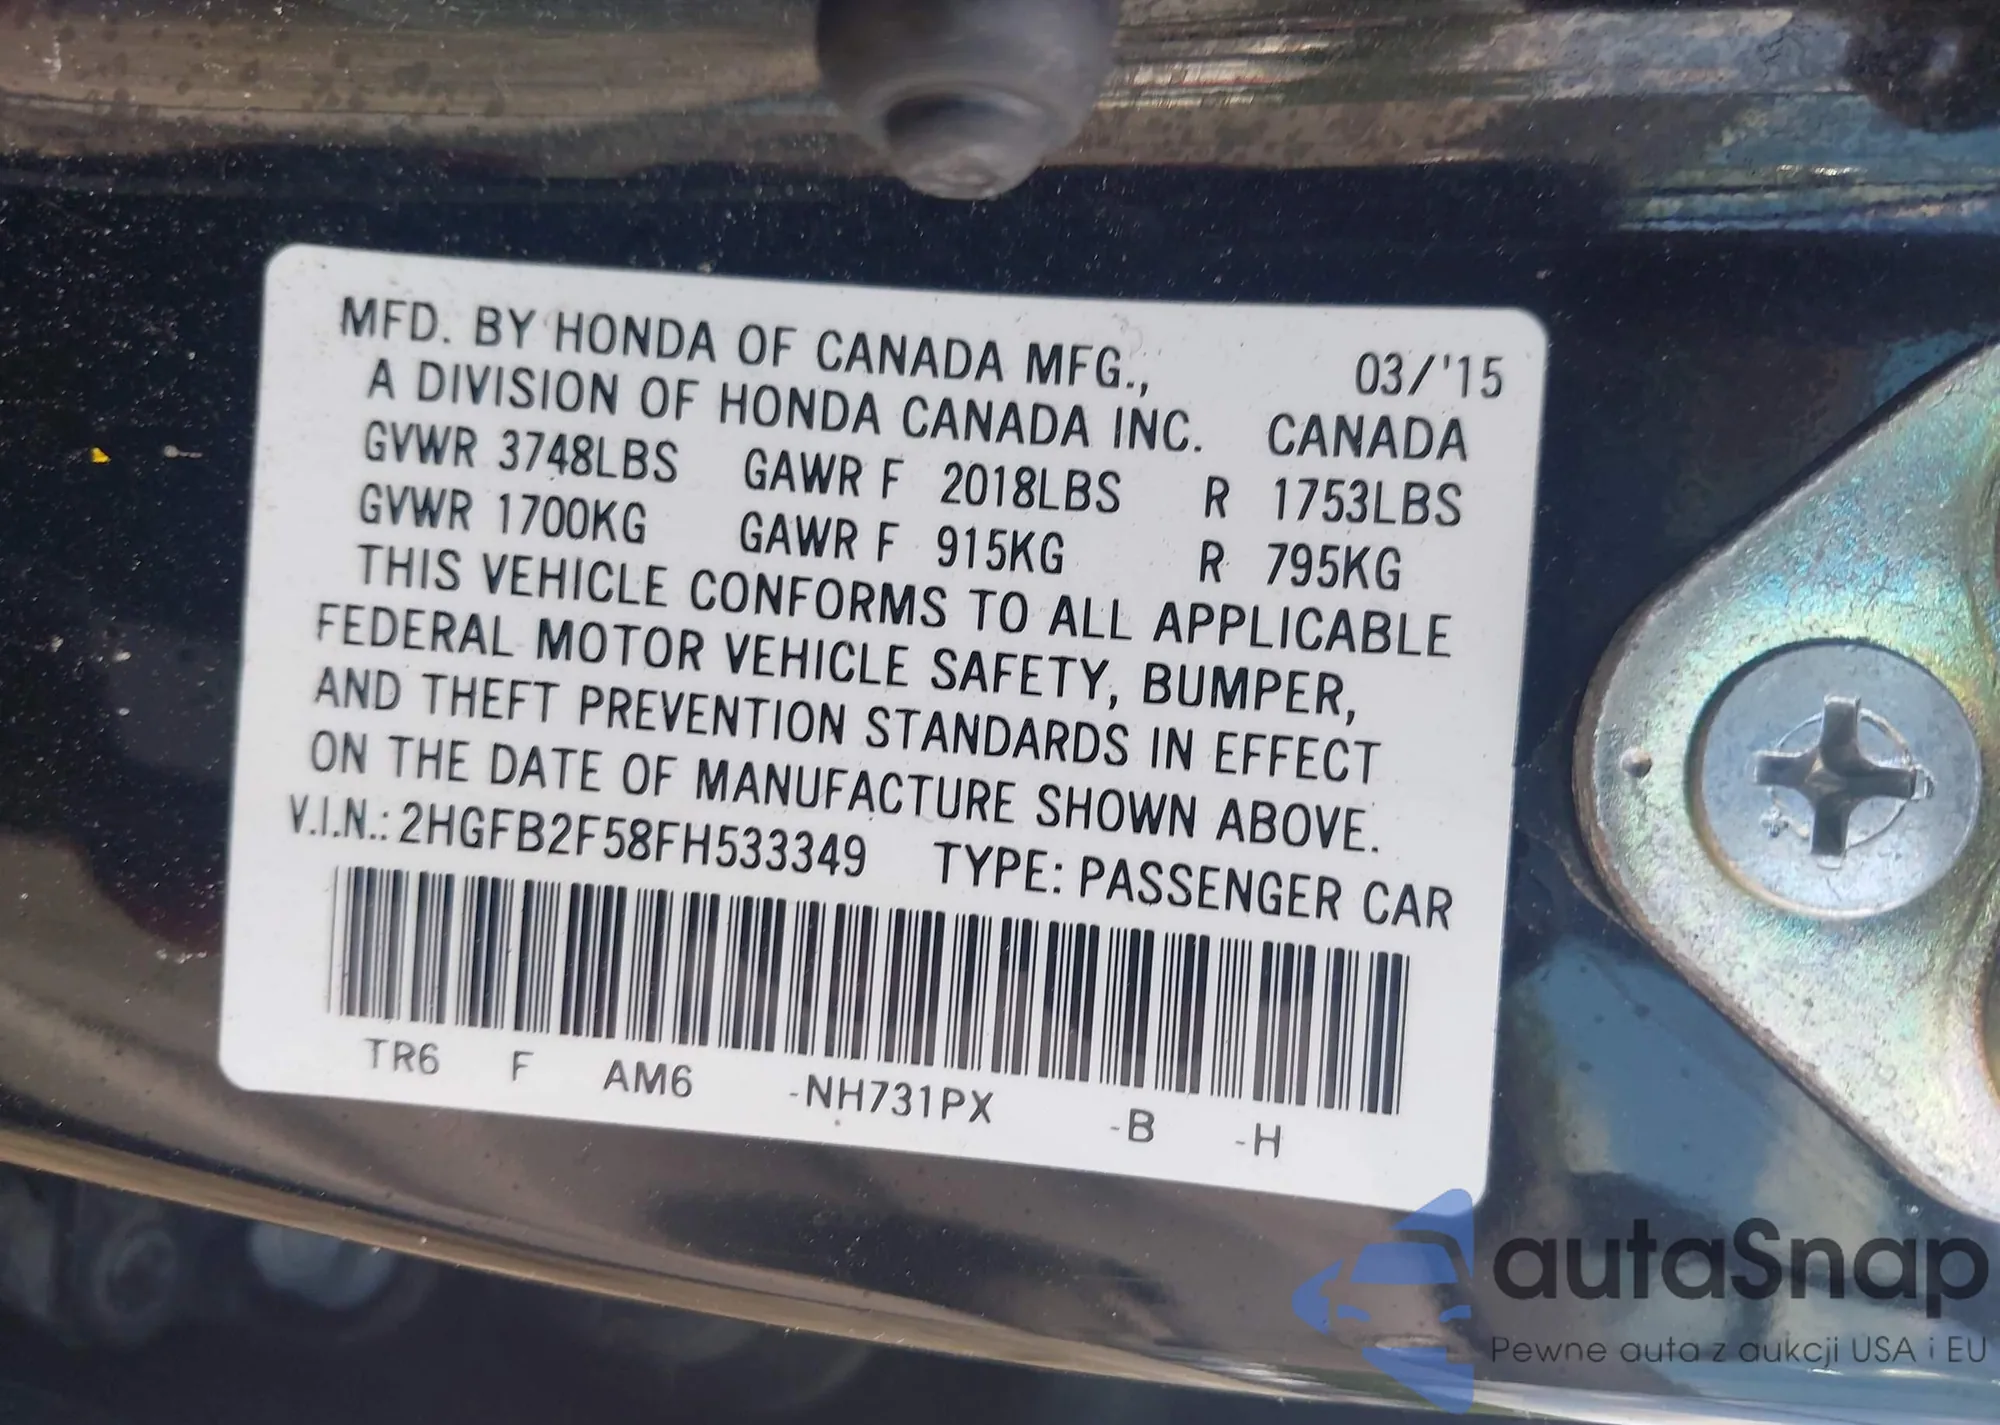 MFD. BY HONDA OF CANADA MFG., 03/'15
A DIVISION OF HONDA CANADA INC. CANADA
GVWR 3748LBS GAWR F 2018LBS R 1753LBS
GVWR 1700KG GAWR F 915KG R 795KG
THIS VEHICLE CONFORMS TO ALL APPLICABLE
FEDERAL MOTOR VEHICLE SAFETY, BUMPER,
AND THEFT PREVENTION STANDARDS IN EFFECT
ON THE DATE OF MANUFACTURE SHOWN ABOVE.
V.I.N.: 2HGFB2F58FH533349 TYPE: PASSENGER CAR
TR6 F AM6 -NH731PX -B -H
autaSnap
Pewne auta z aukcji USA i EU